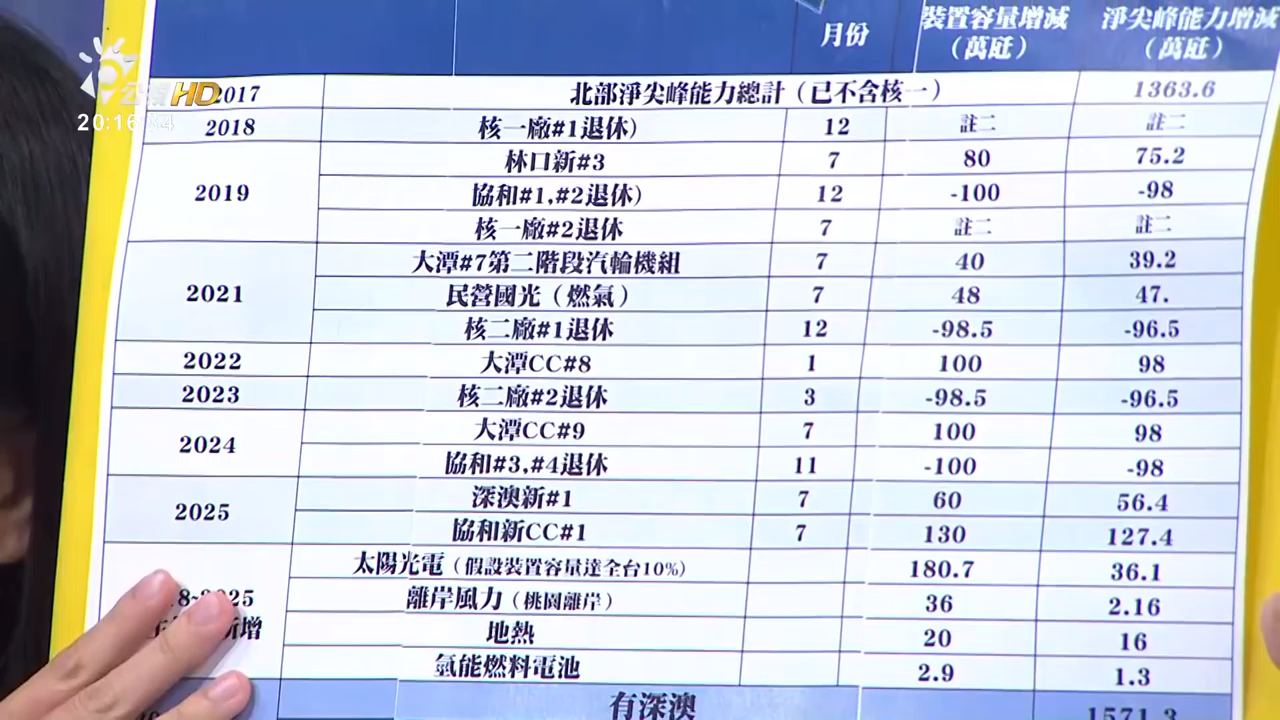 月份 裝置容量增減 淨尖峰能力增減
(萬瓩) (萬瓩)
HD
2017 北部淨尖峰能力總計（已不含核一） 1363.6
20:16
2018 核一廠#1退休) 12 註二 註二
2019 林口新#3 7 80 75.2
協和#1,#2退休) 12 -100 -98
核一廠#2退休 7 註二 註二
2021 大潭#7第二階段汽輪機組 7 40 39.2
民營國光（燃氣） 7 48 47.
核二廠#1退休 12 -98.5 -96.5
2022 大潭CC#8 1 100 98
2023 核二廠#2退休 3 -98.5 -96.5
2024 大潭CC#9 7 100 98
協和#3,#4退休 11 -100 -98
2025 深澳新#1 7 60 56.4
協和新CC#1 7 130 127.4
太陽光電（假設裝置容量達全台10%） 180.7 36.1
離岸風力（桃園離岸） 36 2.16
新增 地熱 20 16
氫能燃料電池 2.9 1.3
有深澳 1571.3